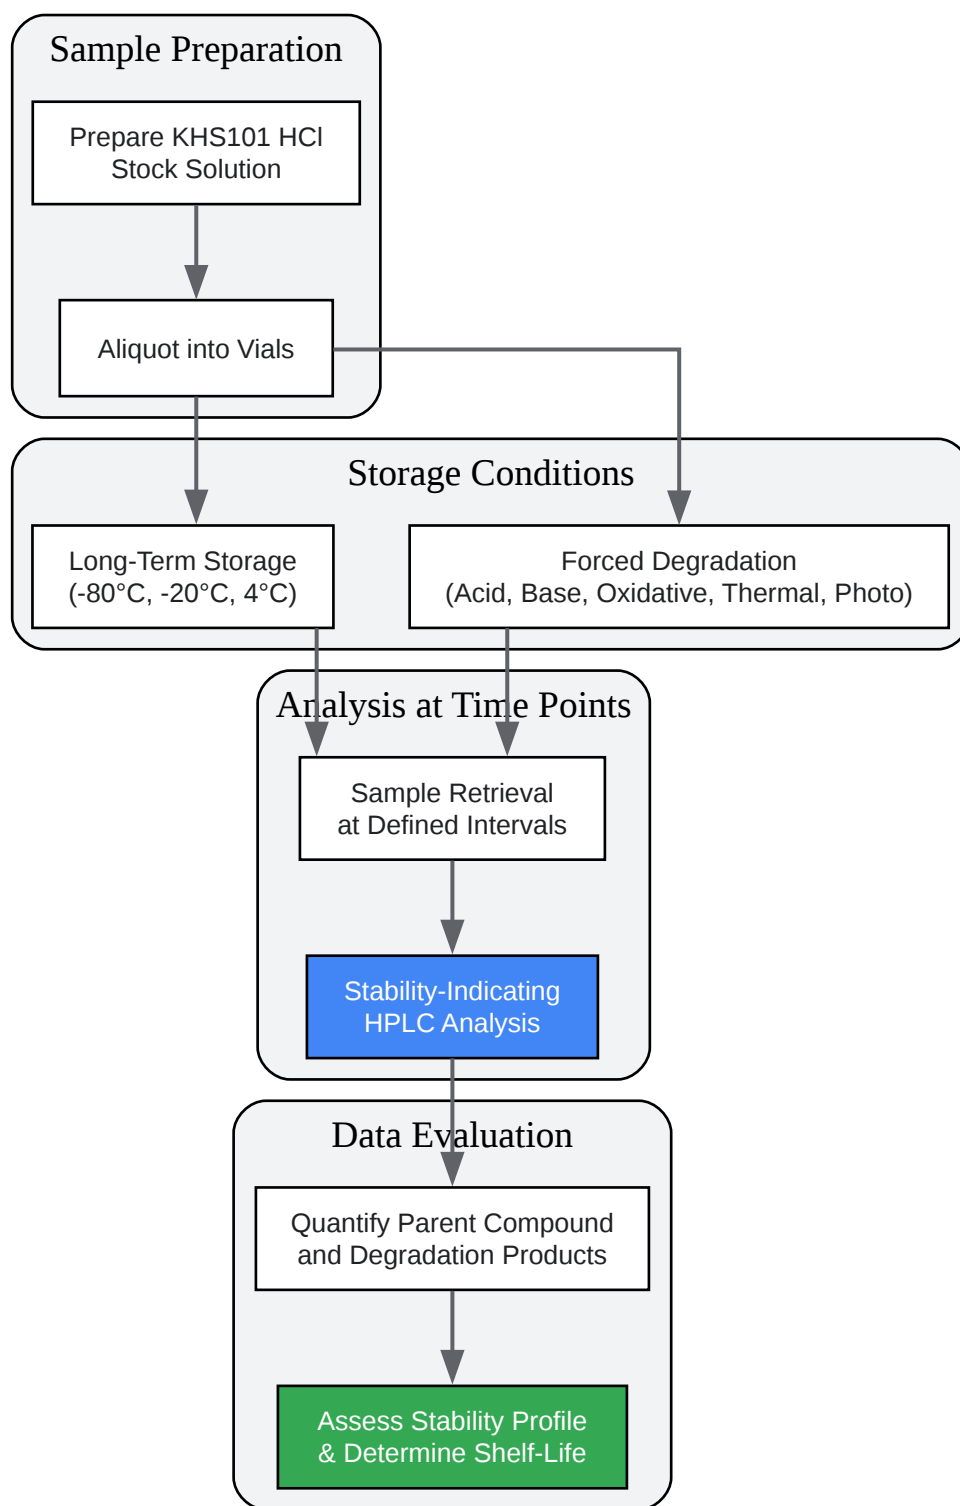 Sample Preparation
Prepare KHS101 HCl
Stock Solution
Aliquot into Vials
Storage Conditions
Long-Term Storage
(-80°C, -20°C, 4°C)
Forced Degradation
(Acid, Base, Oxidative, Thermal, Photo)
Analysis at Time Points
Sample Retrieval
at Defined Intervals
Stability-Indicating
HPLC Analysis
Data Evaluation
Quantify Parent Compound
and Degradation Products
Assess Stability Profile
& Determine Shelf-Life